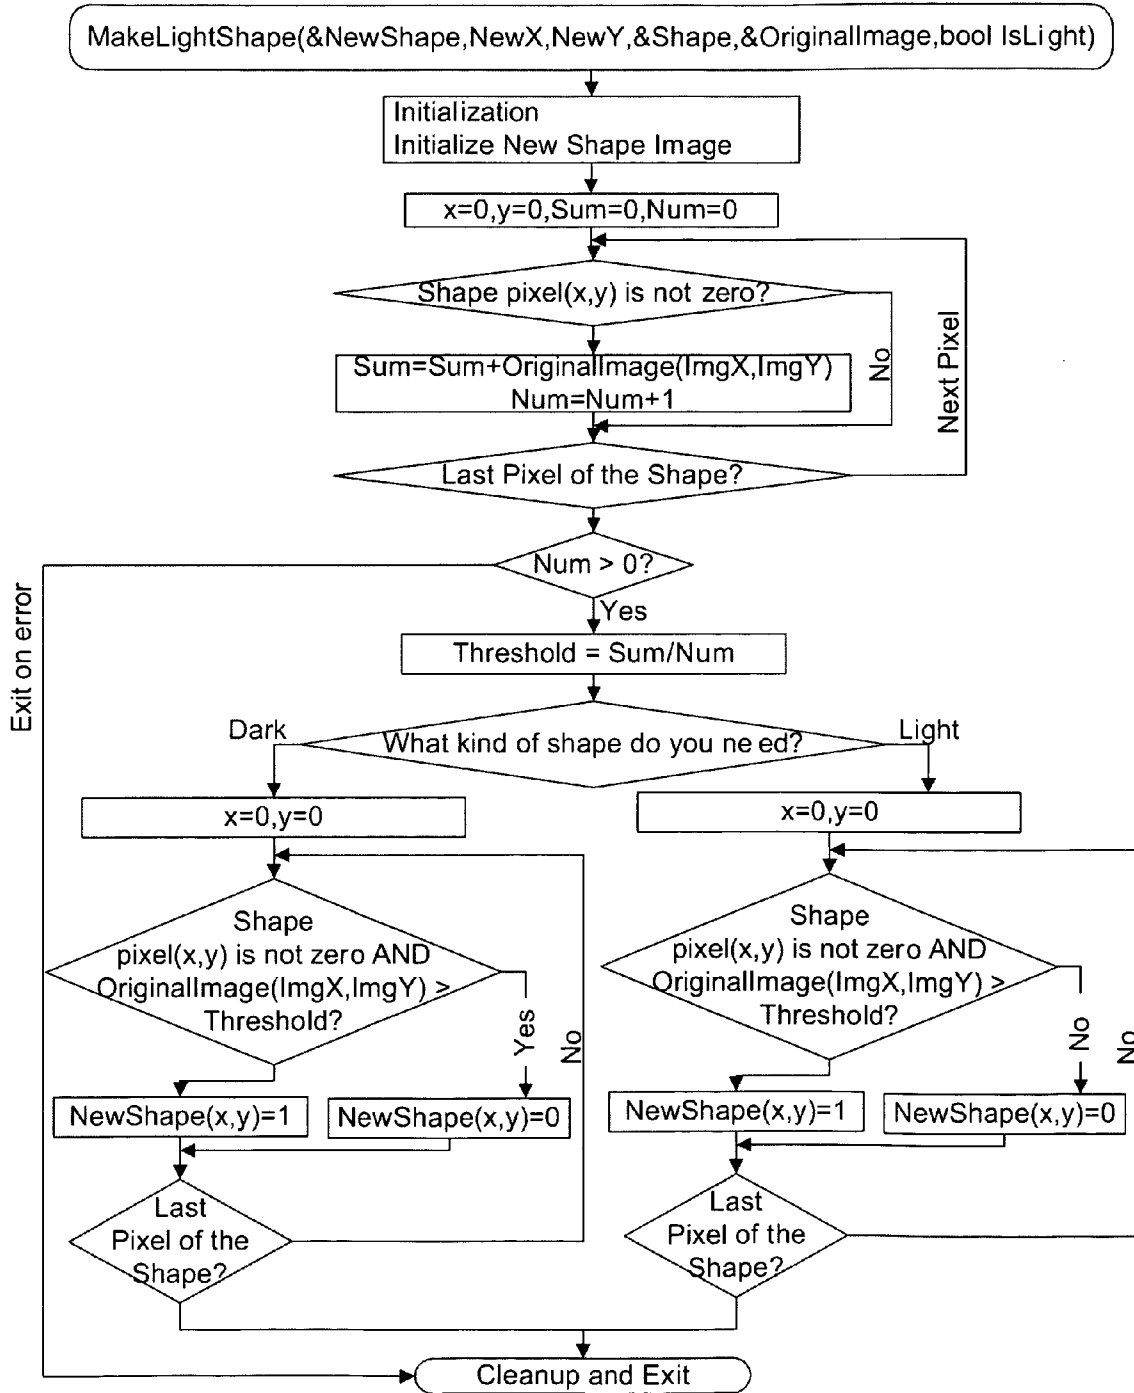 MakeLightShape(&NewShape,NewX,NewY,&Shape,&OriginalImage,bool IsLight)
Initialization
Initialize New Shape Image
x=0,y=0,Sum=0,Num=0
Shape pixel(x,y) is not zero?
No
Next Pixel
Sum=Sum+OriginalImage(ImgX,ImgY)
Num=Num+1
Last Pixel of the Shape?
Num > 0?
Exit on error
Yes
Threshold = Sum/Num
What kind of shape do you need?
Dark
Light
x=0,y=0
Shape
pixel(x,y) is not zero AND
OriginalImage(ImgX,ImgY) >
Threshold?
Yes
No
NewShape(x,y)=1
NewShape(x,y)=0
Last
Pixel of the
Shape?
x=0,y=0
Shape
pixel(x,y) is not zero AND
OriginalImage(ImgX,ImgY) >
Threshold?
No
No
NewShape(x,y)=1
NewShape(x,y)=0
Last
Pixel of the
Shape?
Cleanup and Exit